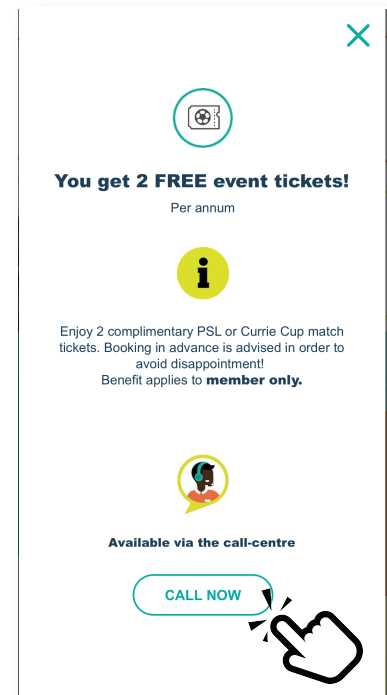 You get 2 FREE event tickets!
Per annum
Enjoy 2 complimentary PSL or Currie Cup match
tickets. Booking in advance is advised in order to
avoid disappointment!
Benefit applies to member only.
Available via the call-centre
CALL NOW